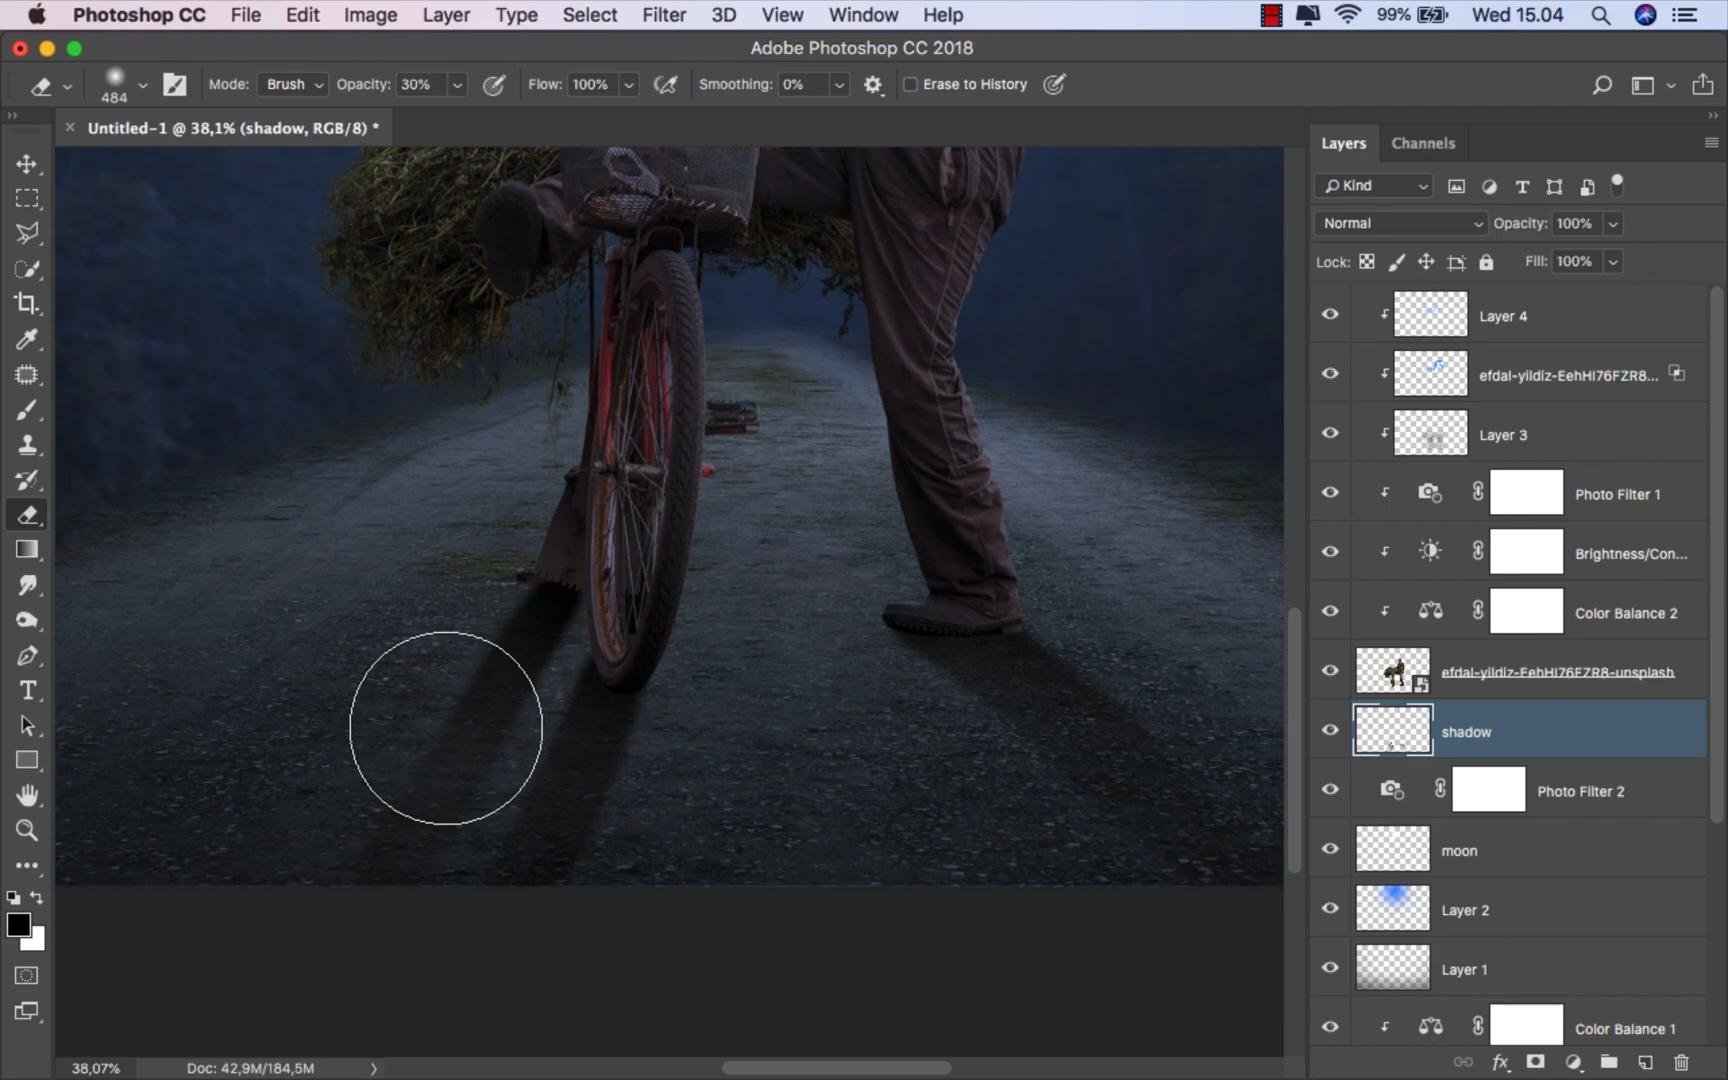 Photoshop CC File Edit Image Layer Type Select Filter 3D View Window Help 99% Wed 15.04
Adobe Photoshop CC 2018
484 Mode: Brush Opacity: 30% Flow: 100% Smoothing: 0% Erase to History
Untitled-1 @ 38,1% (shadow, RGB/8) *
Layers Channels
Kind
Normal Opacity: 100%
Lock: Fill: 100%
Layer 4
efdal-yildiz-EehHI76FZR8...
Layer 3
Photo Filter 1
Brightness/Con...
Color Balance 2
efdal-yildiz-EehHI76FZR8-unsplash
shadow
Photo Filter 2
moon
Layer 2
Layer 1
Color Balance 1
38,07% Doc: 42,9M/184,5M